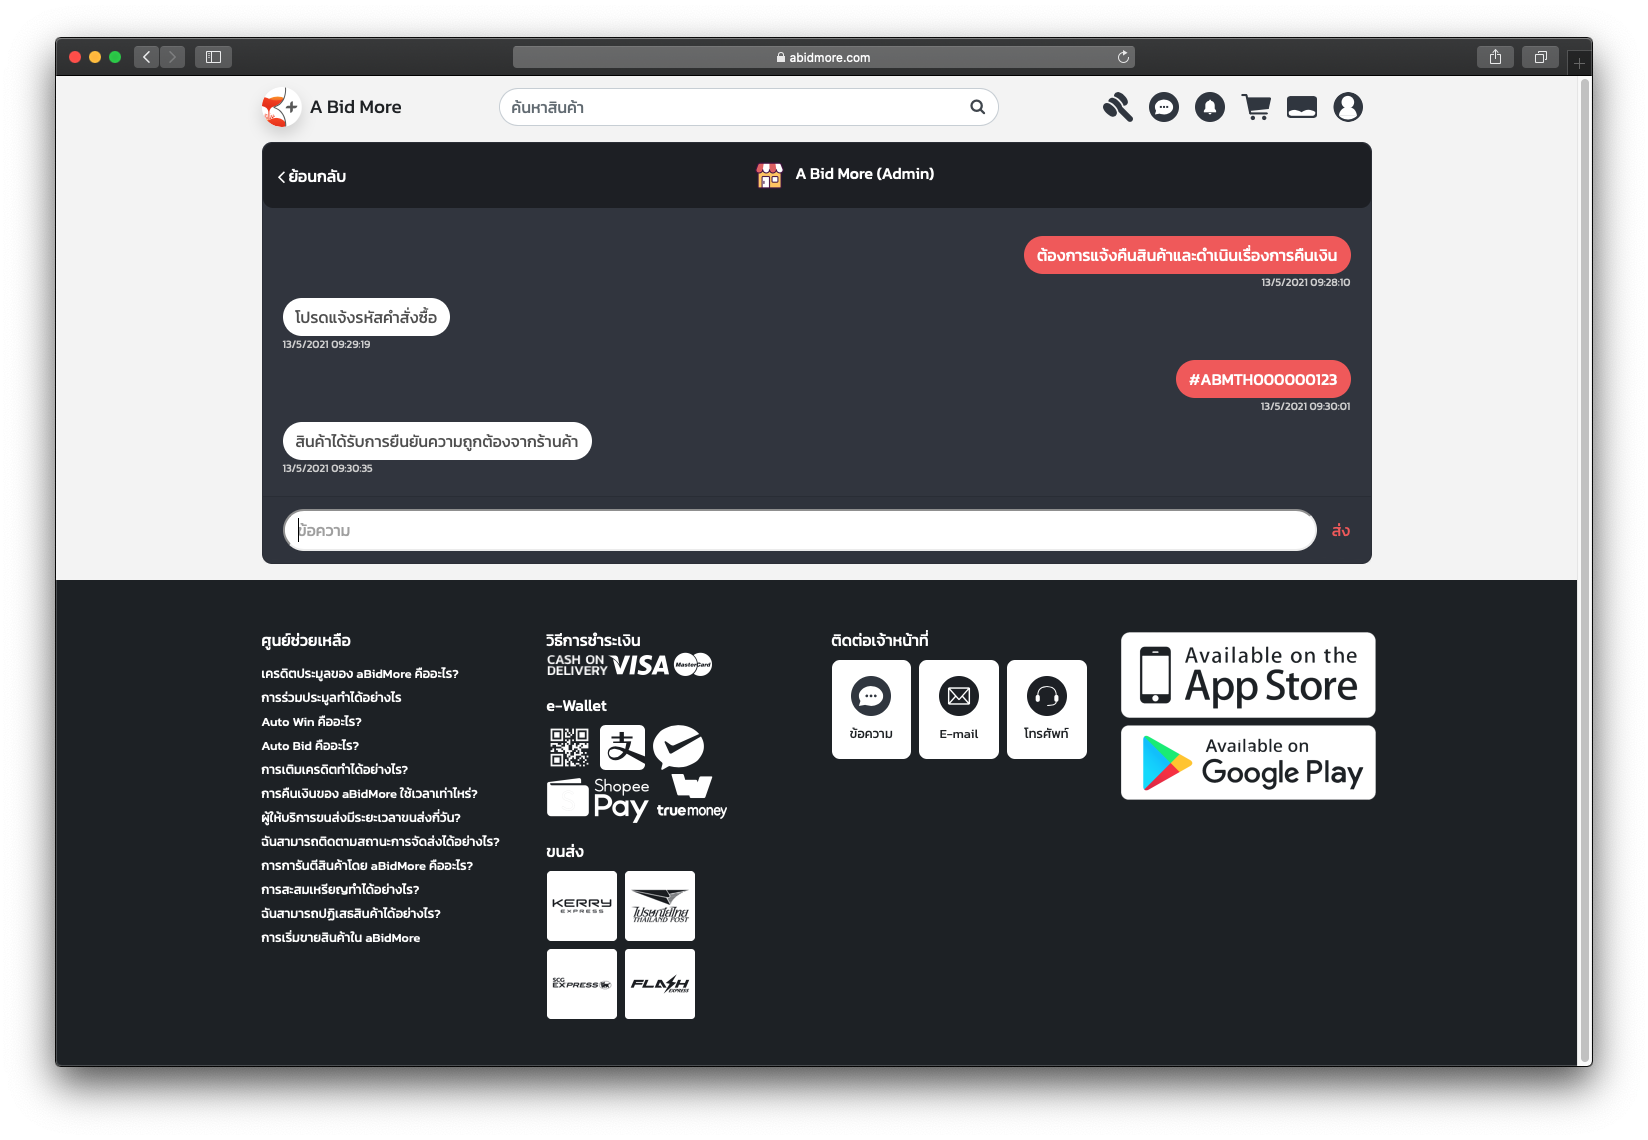 abidmore.com
A Bid More
ค้นหาสินค้า
ย้อนกลับ
A Bid More (Admin)
ต้องการแจ้งคืนสินค้าและดำเนินเรื่องการคืนเงิน
13/5/2021 09:28:10
โปรดแจ้งรหัสคำสั่งซื้อ
13/5/2021 09:29:19
#ABMTH000000123
13/5/2021 09:30:01
สินค้าได้รับการยืนยันความถูกต้องจากร้านค้า
13/5/2021 09:30:35
ข้อความ
ส่ง
ศูนย์ช่วยเหลือ
เครดิตประมูลของ aBidMore คืออะไร?
การร่วมประมูลทำได้อย่างไร
Auto Win คืออะไร?
Auto Bid คืออะไร?
การเติมเครดิตทำได้อย่างไร?
การคืนเงินของ aBidMore ใช้เวลาเท่าไหร่?
ผู้ให้บริการขนส่งมีระยะเวลาขนส่งกี่วัน?
ฉันสามารถติดตามสถานะการจัดส่งได้อย่างไร?
การการันตีสินค้าโดย aBidMore คืออะไร?
การสะสมเหรียญทำได้อย่างไร?
ฉันสามารถปฏิเสธสินค้าได้อย่างไร?
การเริ่มขายสินค้าใน aBidMore
วิธีการชำระเงิน
CASH ON
DELIVERY
VISA
MasterCard
e-Wallet
支
Shopee
Pay
truemoney
ขนส่ง
KERRY
EXPRESS
ไปรษณีย์ไทย
THAILAND POST
SCG
EXPRESS
FLASH
EXPRESS
ติดต่อเจ้าหน้าที่
ข้อความ
E-mail
โทรศัพท์
Available on the
App Store
Available on
Google Play